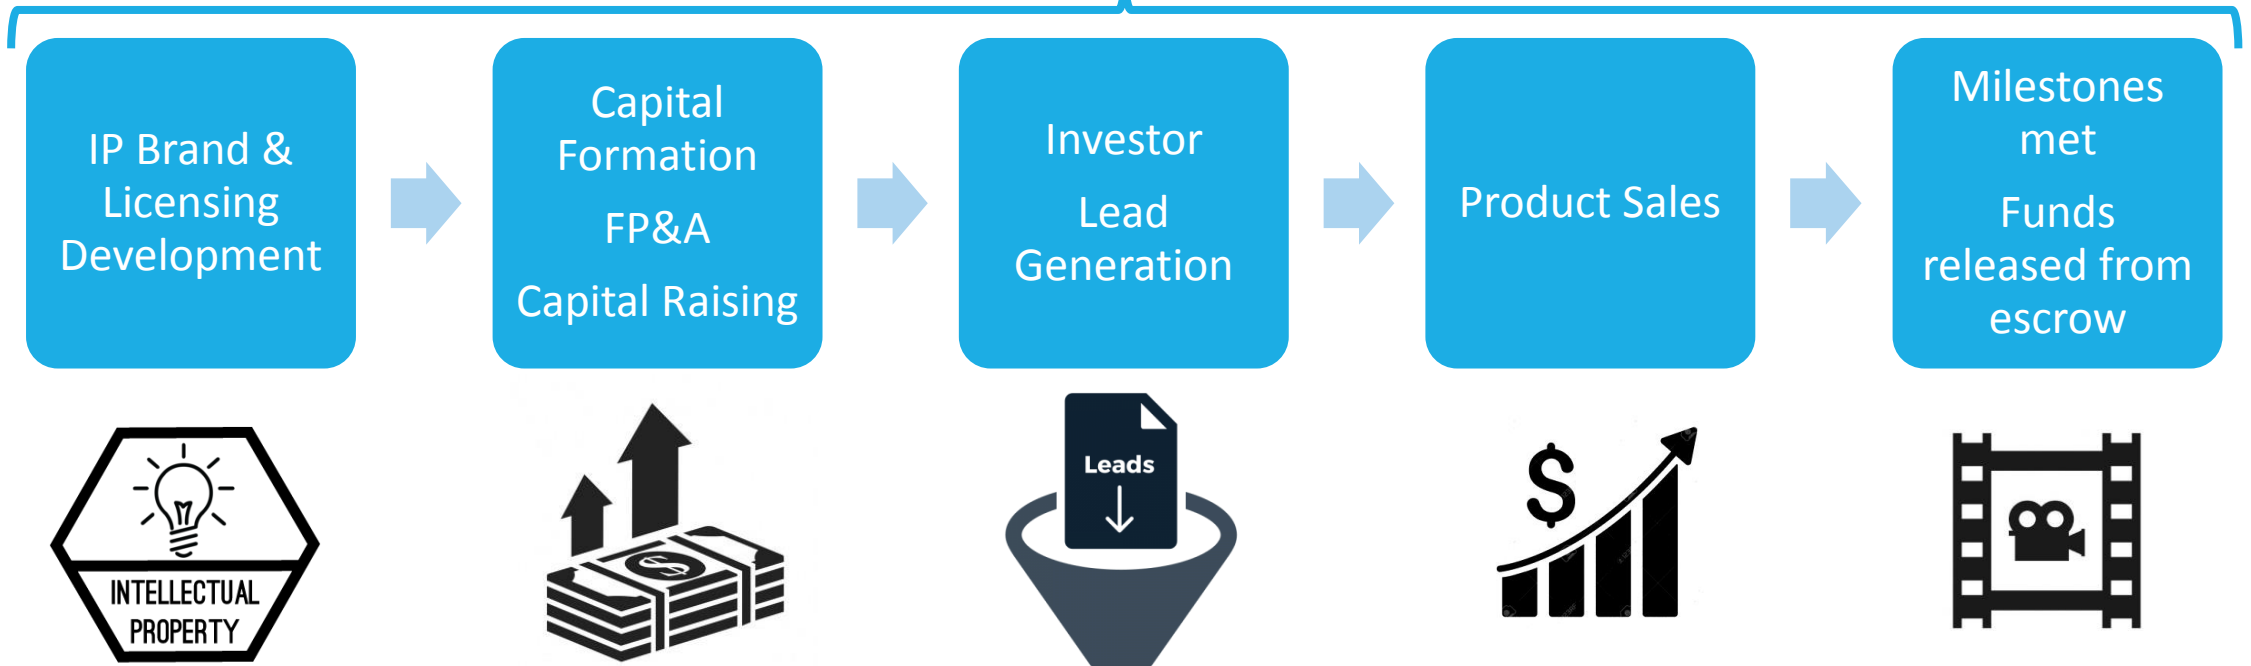 IP Brand &
Licensing
Development
Capital
Formation
FP&A
Capital Raising
Investor
Lead
Generation
Product Sales
Milestones
met
Funds
released from
escrow
INTELLECTUAL
PROPERTY
$
Leads
$